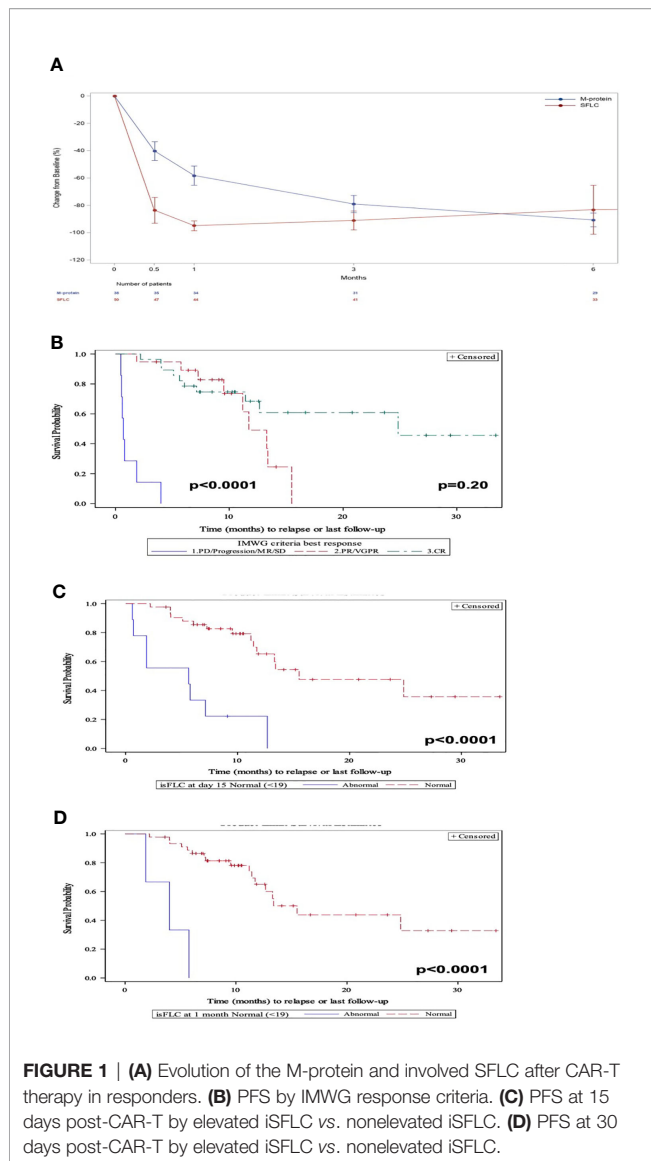 A
0
-20
-40
-60
-80
-100
-120
Change from Baseline (%)
M-protein
SFLC
0 0.5 1 3 6
Months
Number of patients
M-protein
SFLC
B
+ Censored
1.0
0.8
0.6
0.4
0.2
0.0
Survival Probability
p<0.0001 p=0.20
0 10 20 30
Time (months) to relapse or last follow-up
IMWG criteria best response
1.PD/Progression/MR/SD 2.PR/VGPR 3.CR
C
+ Censored
1.0
0.8
0.6
0.4
0.2
0.0
Survival Probability
p<0.0001
0 10 20 30
Time (months) to relapse or last follow-up
isFLC at day 15 Normal (<19) Abnormal Normal
D
+ Censored
1.0
0.8
0.6
0.4
0.2
0.0
Survival Probability
p<0.0001
0 10 20 30
Time (months) to relapse or last follow-up
isFLC at 1 month Normal (<19) Abnormal Normal
FIGURE 1 | (A) Evolution of the M-protein and involved SFLC after CAR-T
therapy in responders. (B) PFS by IMWG response criteria. (C) PFS at 15
days post-CAR-T by elevated iSFLC vs. nonelevated iSFLC. (D) PFS at 30
days post-CAR-T by elevated iSFLC vs. nonelevated iSFLC.